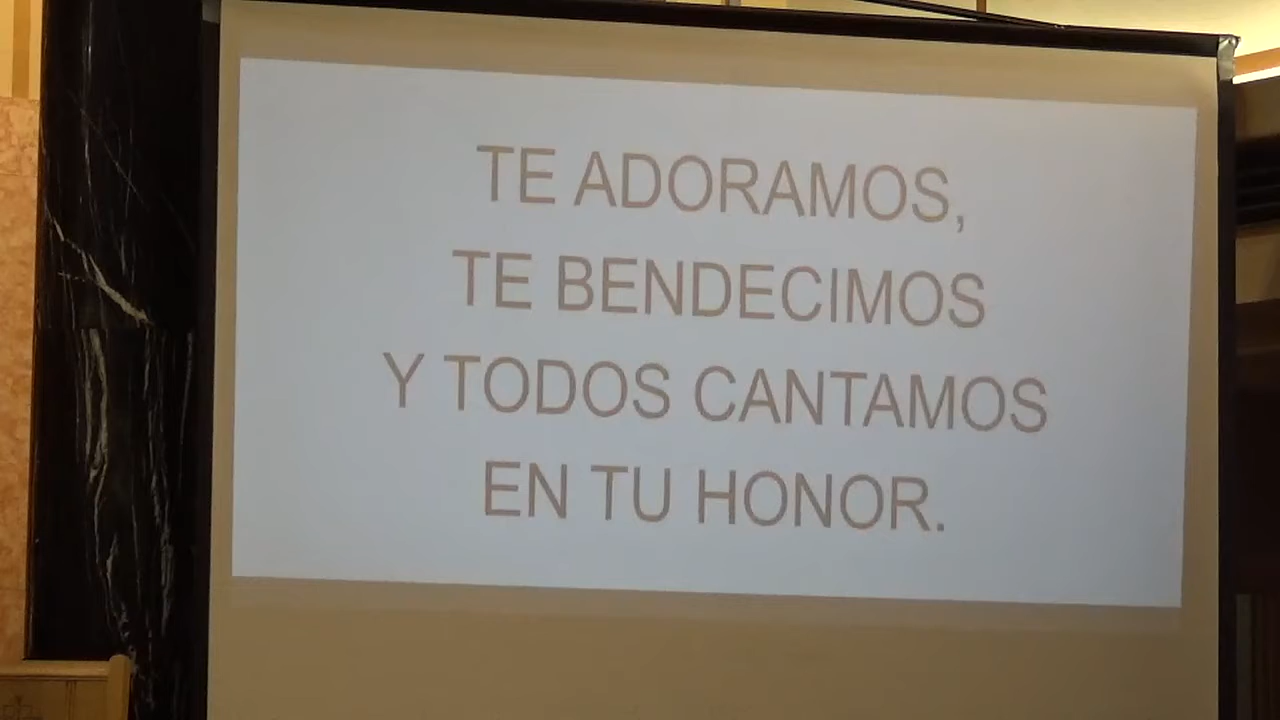 TE ADORAMOS,
TE BENDECIMOS
Y TODOS CANTAMOS
EN TU HONOR.